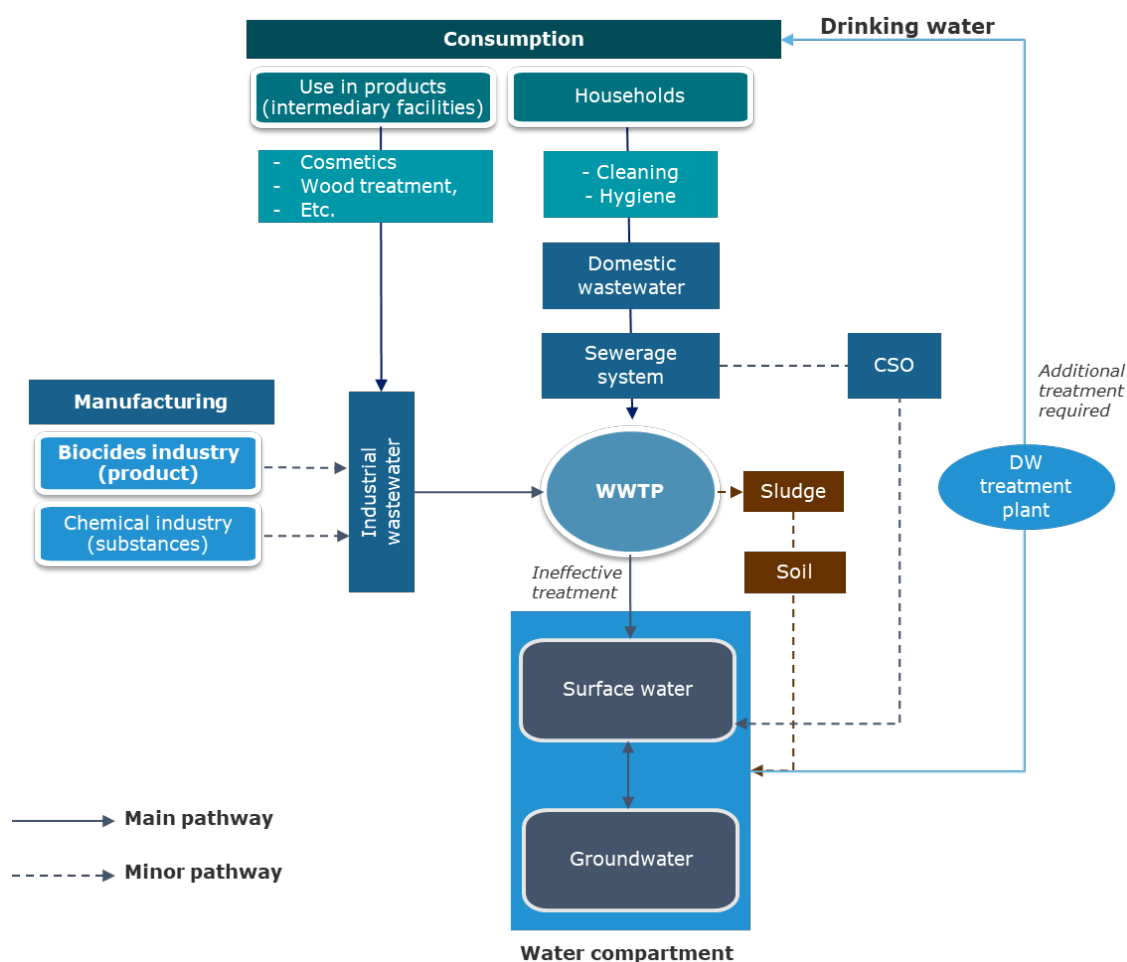 Drinking water
Consumption
Use in products
(intermediary facilities)
Households
- Cosmetics
- Wood treatment,
- Etc.
- Cleaning
- Hygiene
Domestic
wastewater
Sewerage
system
CSO
Additional
treatment
required
Manufacturing
Biocides industry
(product)
Chemical industry
(substances)
Industrial
wastewater
WWTP
Sludge
DW
treatment
plant
Soil
Ineffective
treatment
Surface water
Groundwater
Main pathway
Minor pathway
Water compartment